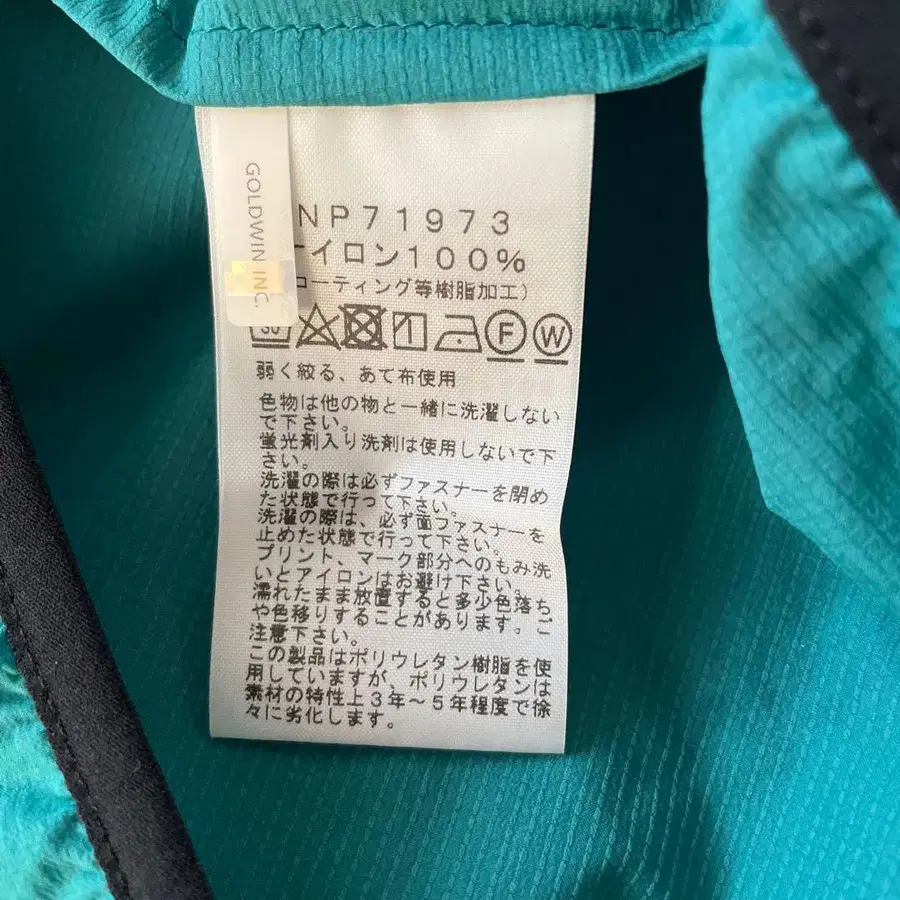 GOLDWIN INC.
NP71973
ナイロン100%
コーティング等樹脂加工)
30
F
W
弱く絞る、あて布使用
色物は他の物と一緒に洗濯しない
で下さい。
蛍光剤入り洗剤は使用しないで下
さい。
洗濯の際は必ずファスナーを閉め
た状態で行って下さい。
洗濯の際は、必ず面ファスナーを
止めた状態で行って下さい。
プリント、マーク部分へのもみ洗
いとアイロンはお避け下さい。
濡れたまま放置すると多少色落ち
や色移りすることがあります。ご
注意下さい。
この製品はポリウレタン樹脂を使
用していますが、ポリウレタンは
素材の特性上3年～5年程度で徐
々に劣化します。